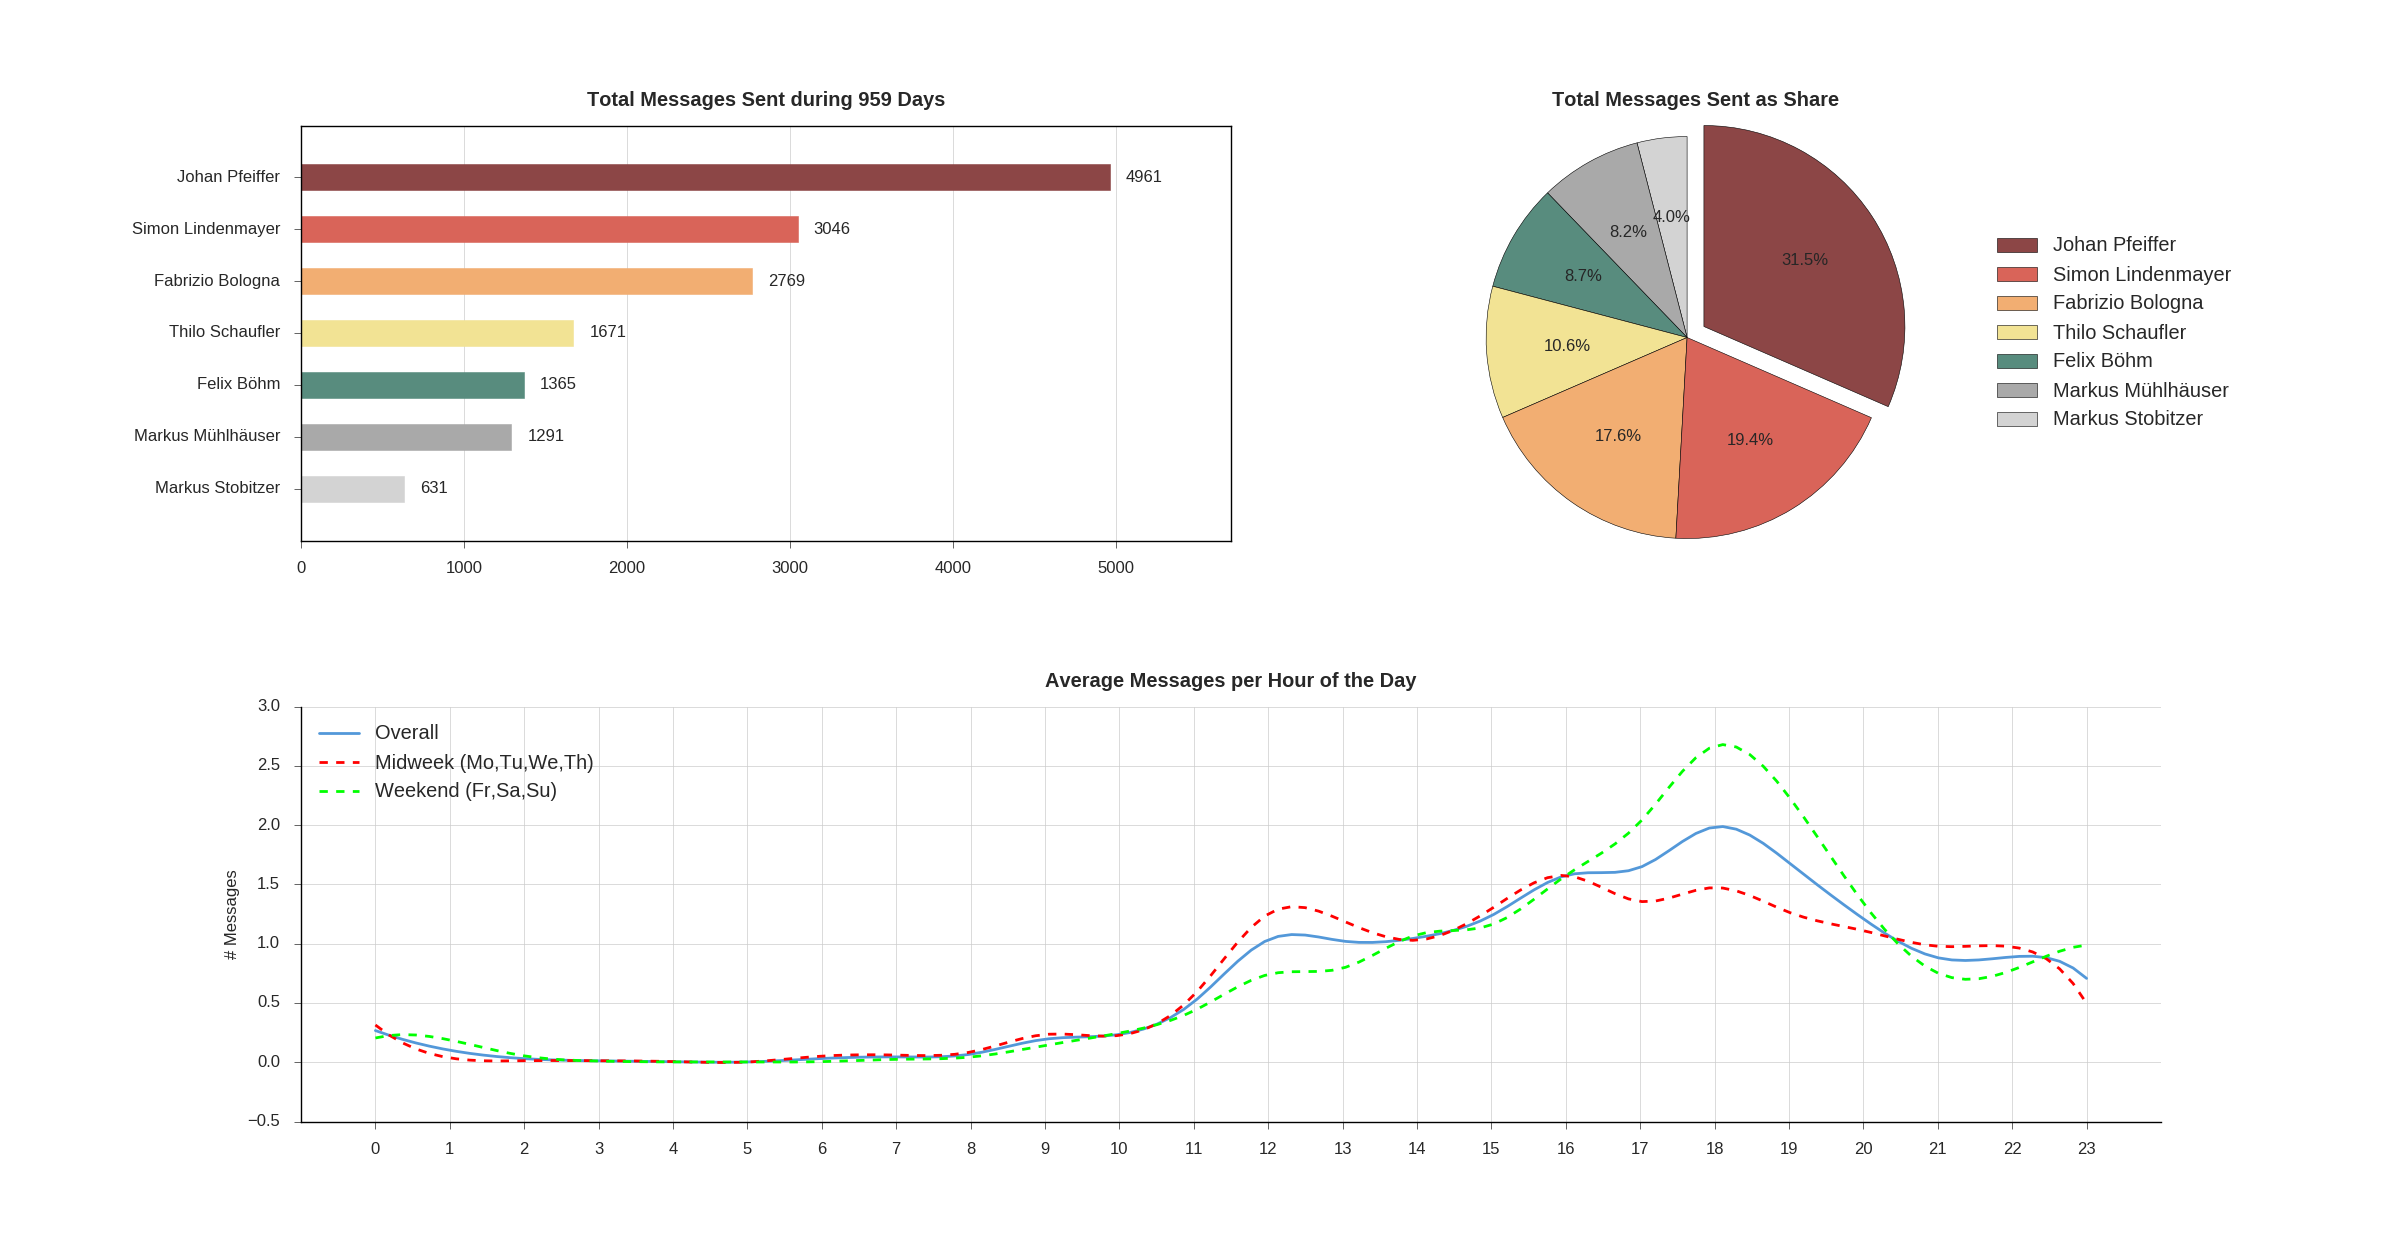 Total Messages Sent during 959 Days
Johan Pfeiffer
4961
Simon Lindenmayer
3046
Fabrizio Bologna
2769
Thilo Schaufler
1671
Felix Böhm
1365
Markus Mühlhäuser
1291
Markus Stobitzer
631
0 1000 2000 3000 4000 5000
Total Messages Sent as Share
31.5%
19.4%
17.6%
10.6%
8.7%
8.2%
4.0%
Johan Pfeiffer
Simon Lindenmayer
Fabrizio Bologna
Thilo Schaufler
Felix Böhm
Markus Mühlhäuser
Markus Stobitzer
Average Messages per Hour of the Day
# Messages
3.0
2.5
2.0
1.5
1.0
0.5
0.0
−0.5
Overall
Midweek (Mo,Tu,We,Th)
Weekend (Fr,Sa,Su)
0 1 2 3 4 5 6 7 8 9 10 11 12 13 14 15 16 17 18 19 20 21 22 23